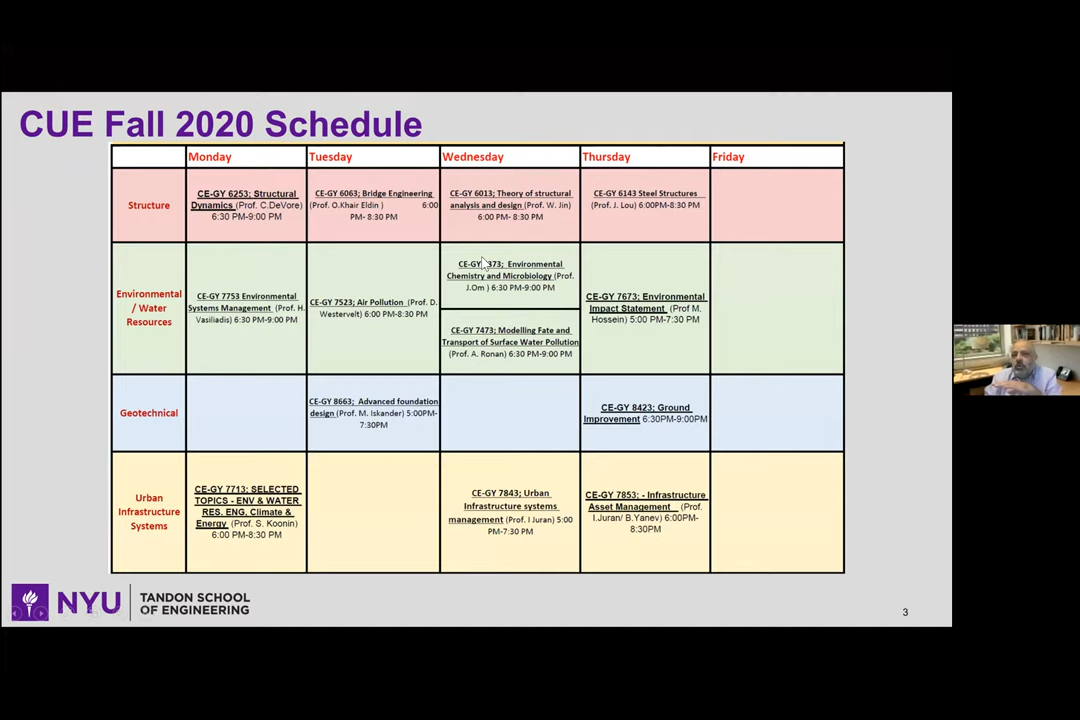 CUE Fall 2020 Schedule
Monday
Tuesday
Wednesday
Thursday
Friday
Structure
CE-GY 6253; Structural
Dynamics (Prof. C.DeVore)
6:30 PM-9:00 PM
CE-GY 6063; Bridge Engineering
(Prof. O.Khair Eldin ) 6:00
PM- 8:30 PM
CE-GY 6013; Theory of structural
analysis and design (Prof. W. Jin)
6:00 PM- 8:30 PM
CE-GY 6143 Steel Structures
(Prof. J. Lou) 6:00PM-8:30 PM
Environmental
/ Water
Resources
CE-GY 7753 Environmental
Systems Management (Prof. H.
Vasiliadis) 6:30 PM-9:00 PM
CE-GY 7523; Air Pollution (Prof. D.
Westervelt) 6:00 PM-8:30 PM
CE-GY 373; Environmental
Chemistry and Microbiology (Prof.
J.Om ) 6:30 PM-9:00 PM
CE-GY 7473; Modelling Fate and
Transport of Surface Water Pollution
(Prof. A. Ronan) 6:30 PM-9:00 PM
CE-GY 7673; Environmental
Impact Statement (Prof M.
Hossein) 5:00 PM-7:30 PM
Geotechnical
CE-GY 8663; Advanced foundation
design (Prof. M. Iskander) 5:00PM-
7:30PM
CE-GY 8423; Ground
Improvement 6:30PM-9:00PM
Urban
Infrastructure
Systems
CE-GY 7713; SELECTED
TOPICS - ENV & WATER
RES. ENG. Climate &
Energy (Prof. S. Koonin)
6:00 PM-8:30 PM
CE-GY 7843; Urban
Infrastructure systems
management (Prof. I Juran) 5:00
PM-7:30 PM
CE-GY 7853; - Infrastructure
Asset Management (Prof.
I.Juran/ B.Yanev) 6:00PM-
8:30PM
NYU
TANDON SCHOOL
OF ENGINEERING
3